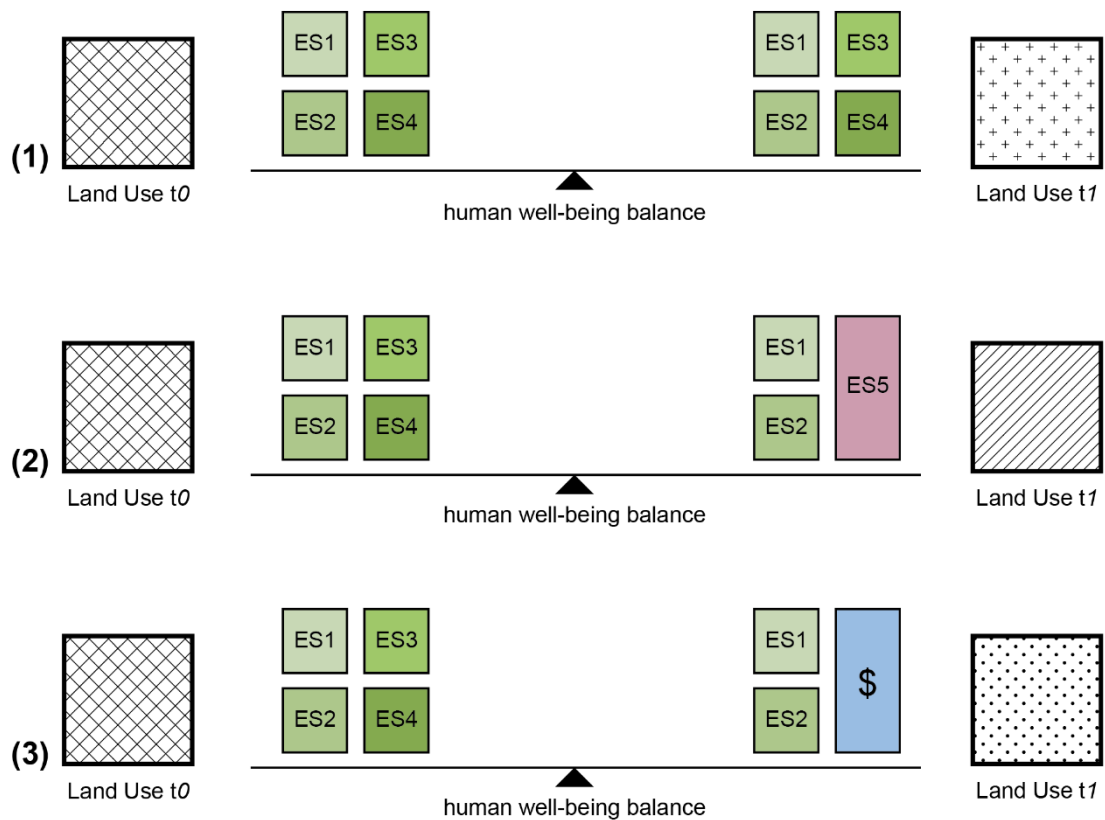 ES1 ES3 ES1 ES3
ES2 ES4 ES2 ES4
(1)
Land Use t0 human well-being balance Land Use t1
ES1 ES3 ES1 ES5
ES2 ES4 ES2
(2)
Land Use t0 human well-being balance Land Use t1
ES1 ES3 ES1 $
ES2 ES4 ES2
(3)
Land Use t0 human well-being balance Land Use t1